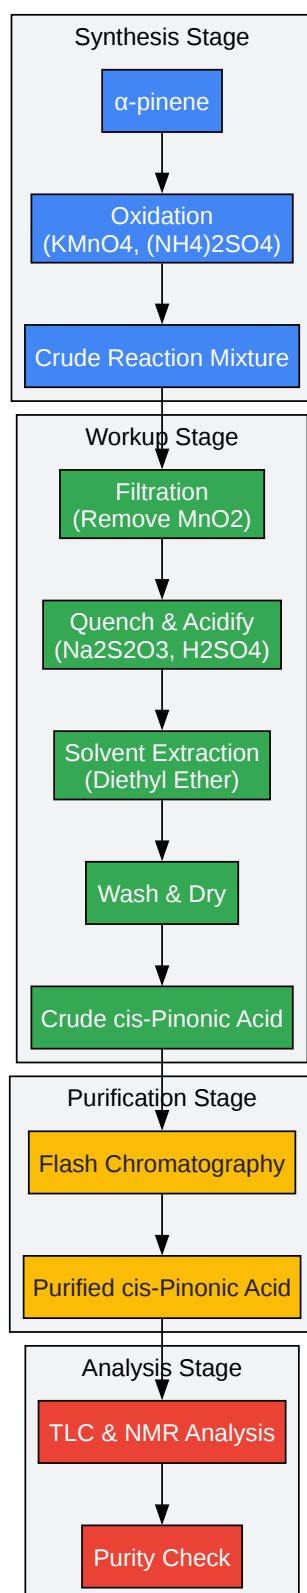 Synthesis Stage
α-pinene
Oxidation
(KMnO4, (NH4)2SO4)
Crude Reaction Mixture
Workup Stage
Filtration
(Remove MnO2)
Quench & Acidify
(Na2S2O3, H2SO4)
Solvent Extraction
(Diethyl Ether)
Wash & Dry
Crude cis-Pinonic Acid
Purification Stage
Flash Chromatography
Purified cis-Pinonic Acid
Analysis Stage
TLC & NMR Analysis
Purity Check